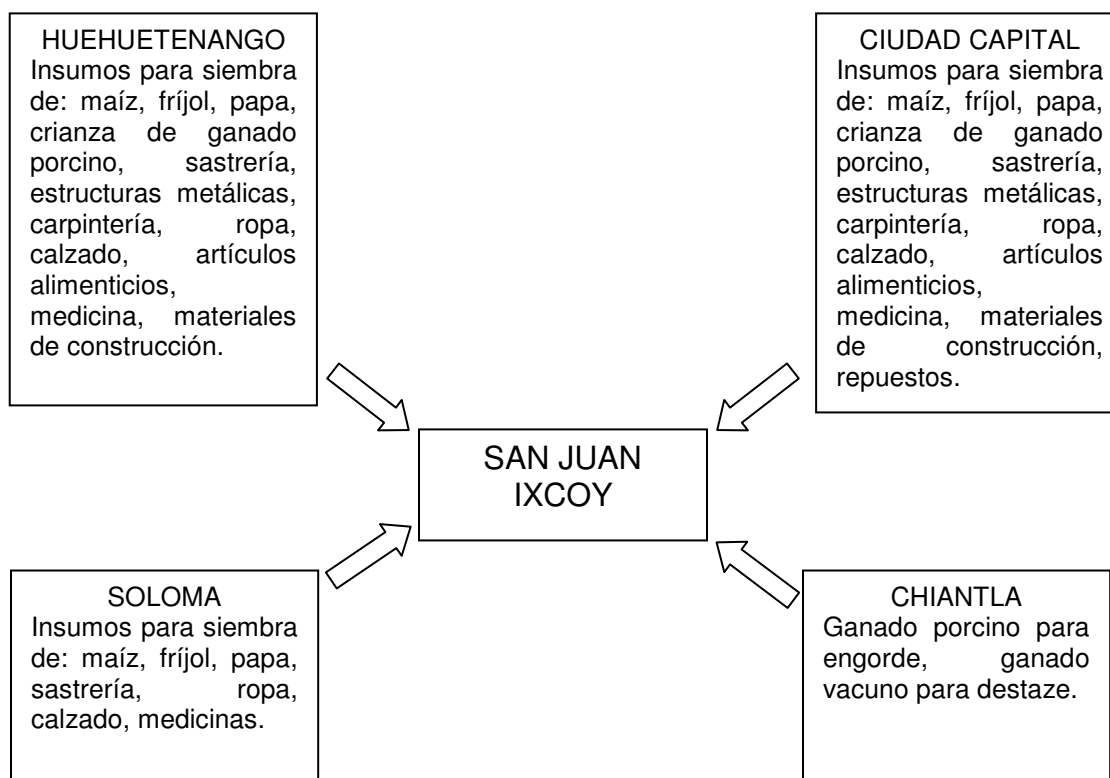 HUEHUETENANGO
Insumos para siembra
de: maíz, fríjol, papa,
crianza de ganado
porcino, sastrería,
estructuras metálicas,
carpintería, ropa,
calzado, artículos
alimenticios,
medicina, materiales
de construcción.
CIUDAD CAPITAL
Insumos para siembra
de: maíz, fríjol, papa,
crianza de ganado
porcino, sastrería,
estructuras metálicas,
carpintería, ropa,
calzado, artículos
alimenticios,
medicina, materiales
de construcción,
repuestos.
SAN JUAN
IXCOY
SOLOMA
Insumos para siembra
de: maíz, fríjol, papa,
sastrería, ropa,
calzado, medicinas.
CHIANTLA
Ganado porcino para
engorde, ganado
vacuno para destaze.